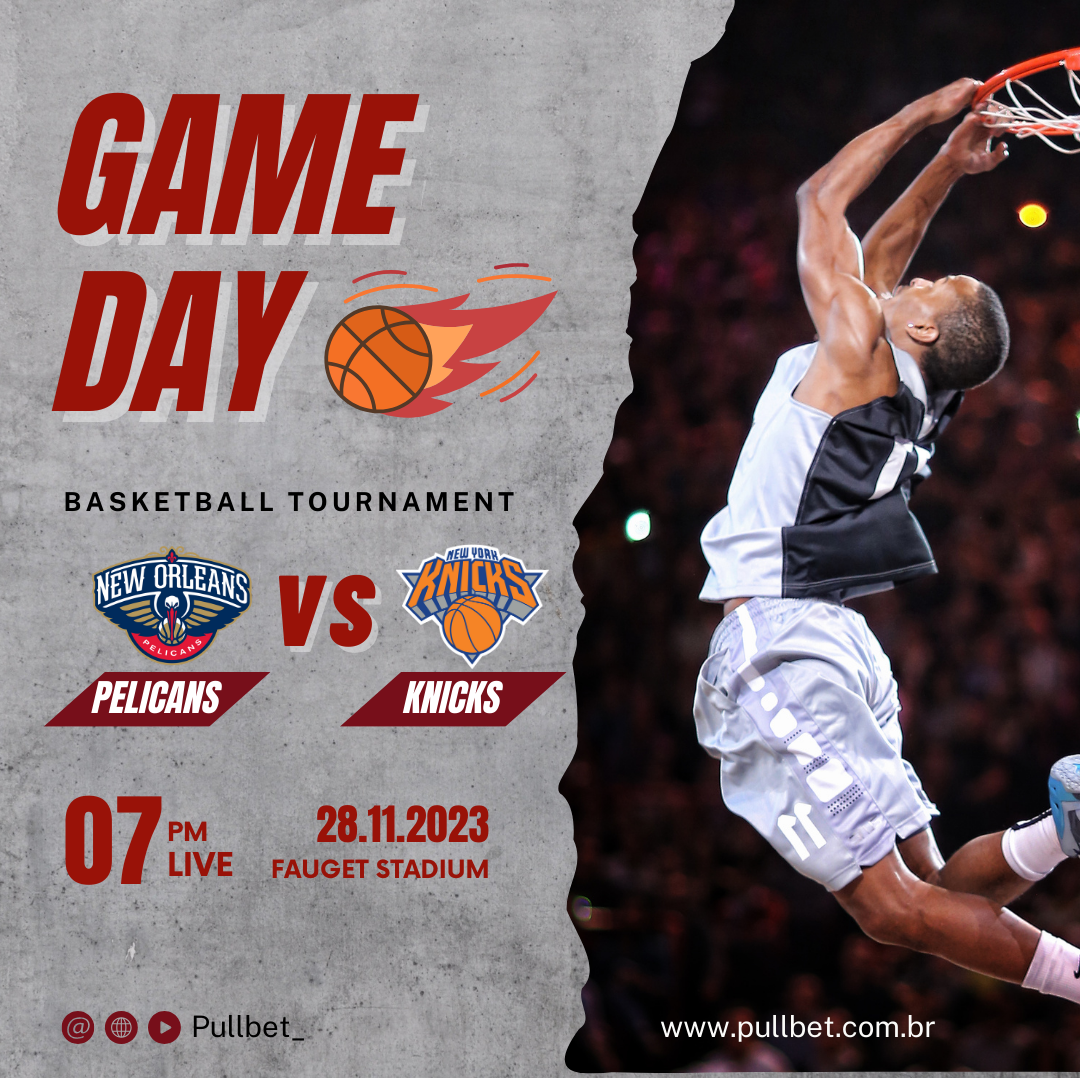 GAME
DAY
BASKETBALL TOURNAMENT
NEW ORLEANS
PELICANS
VS
NEW YORK
KNICKS
PELICANS
KNICKS
07 PM
LIVE
28.11.2023
FAUGET STADIUM
@ Pullbet_
www.pullbet.com.br